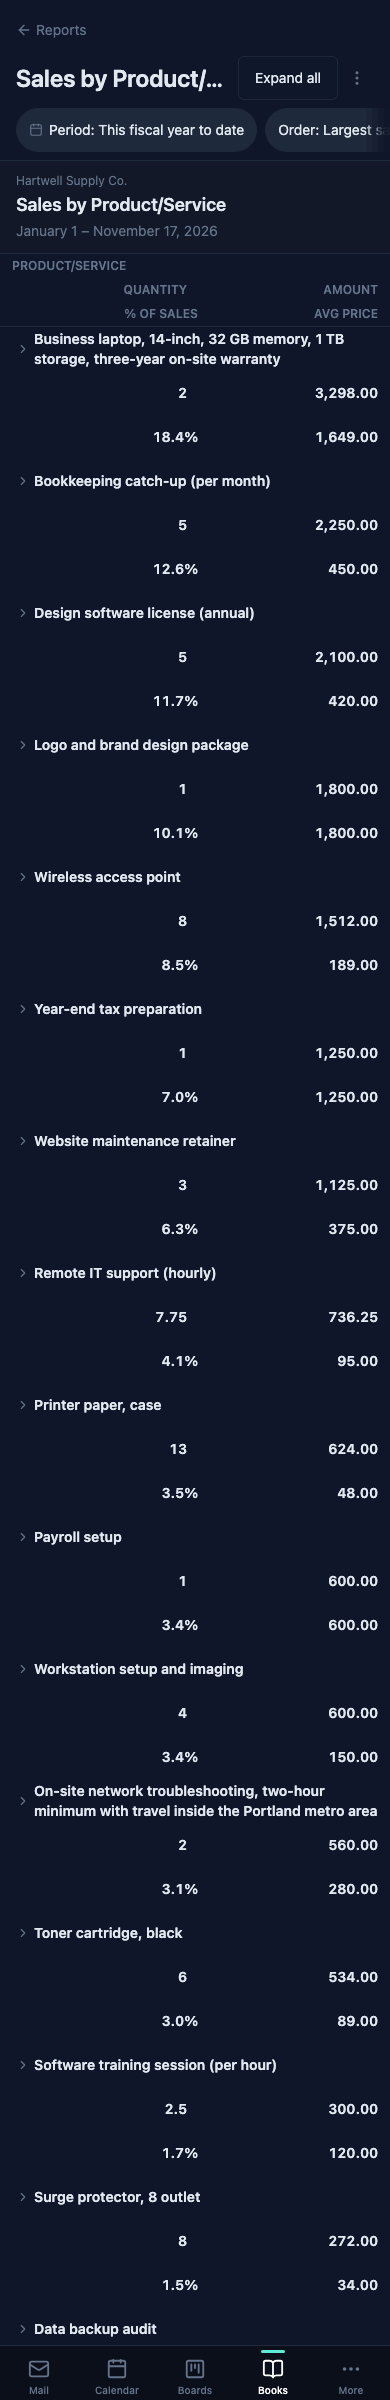 Reports
Sales by Product/...
Expand all
Period: This fiscal year to date
Order: Largest
Hartwell Supply Co.
Sales by Product/Service
January 1 – November 17, 2026
PRODUCT/SERVICE
QUANTITY AMOUNT
% OF SALES AVG PRICE
Business laptop, 14-inch, 32 GB memory, 1 TB
storage, three-year on-site warranty
2 3,298.00
18.4% 1,649.00
Bookkeeping catch-up (per month)
5 2,250.00
12.6% 450.00
Design software license (annual)
5 2,100.00
11.7% 420.00
Logo and brand design package
1 1,800.00
10.1% 1,800.00
Wireless access point
8 1,512.00
8.5% 189.00
Year-end tax preparation
1 1,250.00
7.0% 1,250.00
Website maintenance retainer
3 1,125.00
6.3% 375.00
Remote IT support (hourly)
7.75 736.25
4.1% 95.00
Printer paper, case
13 624.00
3.5% 48.00
Payroll setup
1 600.00
3.4% 600.00
Workstation setup and imaging
4 600.00
3.4% 150.00
On-site network troubleshooting, two-hour
minimum with travel inside the Portland metro area
2 560.00
3.1% 280.00
Toner cartridge, black
6 534.00
3.0% 89.00
Software training session (per hour)
2.5 300.00
1.7% 120.00
Surge protector, 8 outlet
8 272.00
1.5% 34.00
Data backup audit
Mail Calendar Boards Books More